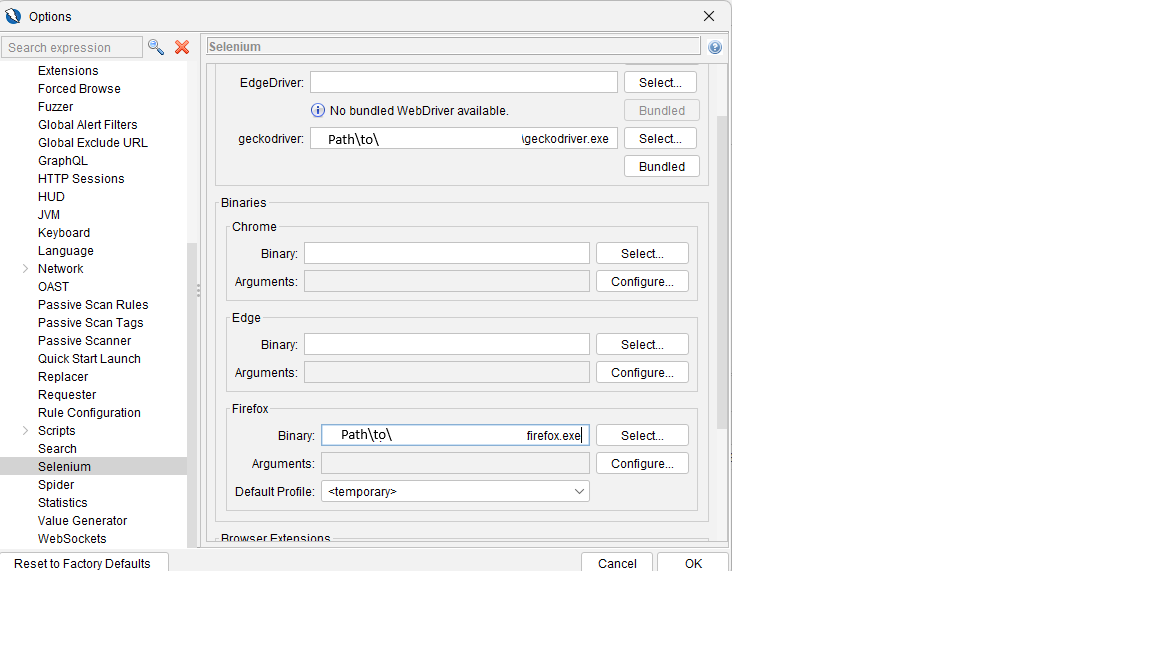 Options
Search expression
Extensions
Forced Browse
Fuzzer
Global Alert Filters
Global Exclude URL
GraphQL
HTTP Sessions
HUD
JVM
Keyboard
Language
Network
OAST
Passive Scan Rules
Passive Scan Tags
Passive Scanner
Quick Start Launch
Replacer
Requester
Rule Configuration
Scripts
Search
Selenium
Spider
Statistics
Value Generator
WebSockets
Selenium
EdgeDriver: Select...
No bundled WebDriver available. Bundled
geckodriver: Path\to\ \geckodriver.exe Select...
Bundled
Binaries
Chrome
Binary: Select...
Arguments: Configure...
Edge
Binary: Select...
Arguments: Configure...
Firefox
Binary: Path\to\ firefox.exe Select...
Arguments: Configure...
Default Profile: <temporary>
Browser Extensions
Reset to Factory Defaults Cancel OK